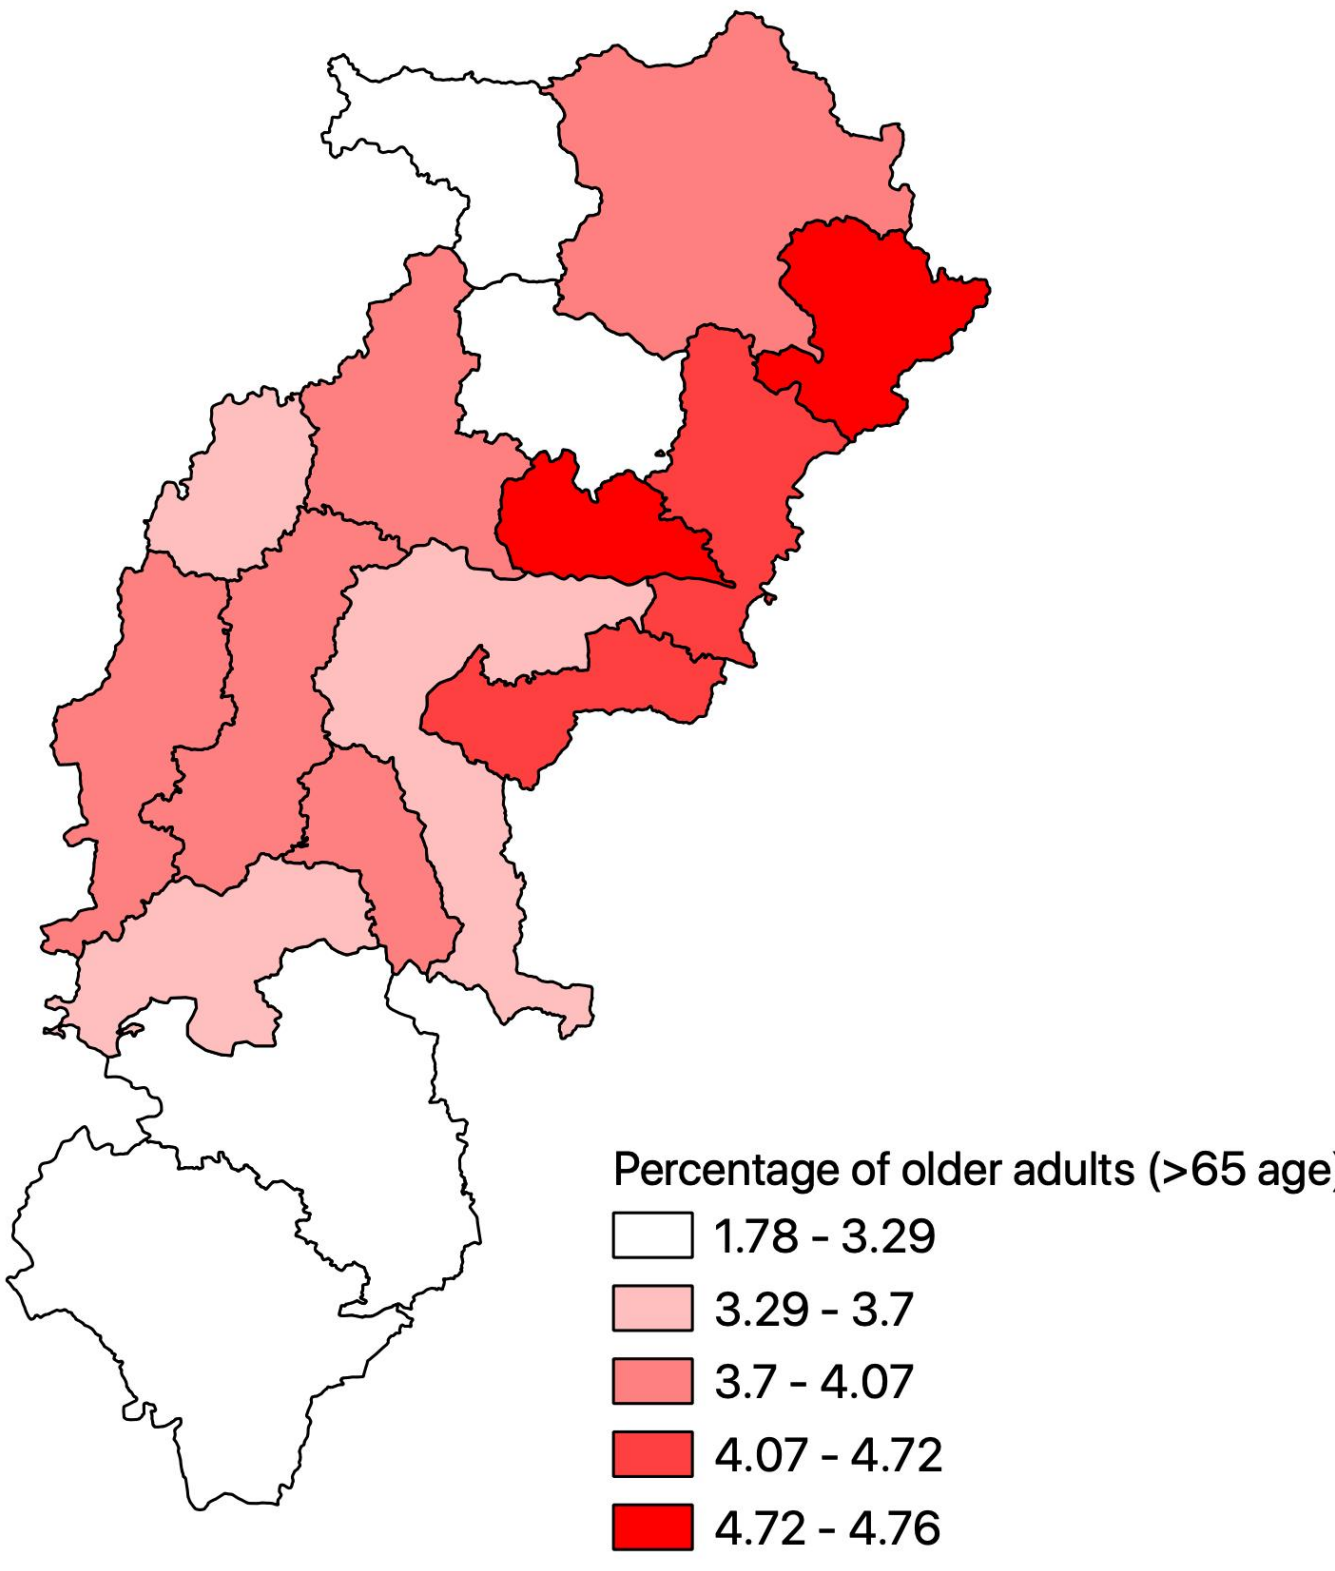 Percentage of older adults (>65 age)
1.78 - 3.29
3.29 - 3.7
3.7 - 4.07
4.07 - 4.72
4.72 - 4.76